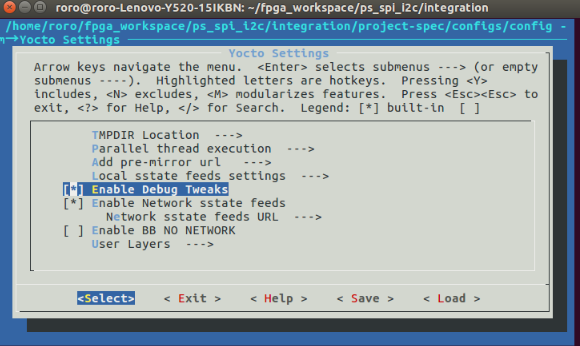 roro@roro-Lenovo-Y520-15IKBN: ~/fpga_workspace/ps_spi_i2c/integration
/home/roro/fpga_workspace/ps_spi_i2c/integration/project-spec/configs/config -
m→Yocto Settings
Yocto Settings
Arrow keys navigate the menu. <Enter> selects submenus ---> (or empty
submenus ----). Highlighted letters are hotkeys. Pressing <Y>
includes, <N> excludes, <M> modularizes features. Press <Esc><Esc> to
exit, <?> for Help, </> for Search. Legend: [*] built-in [ ]
TMPDIR Location --->
Parallel thread execution --->
Add pre-mirror url --->
Local sstate feeds settings --->
[*] Enable Debug Tweaks
[*] Enable Network sstate feeds
Network sstate feeds URL --->
[ ] Enable BB NO NETWORK
User Layers --->
<Select> < Exit > < Help > < Save > < Load >